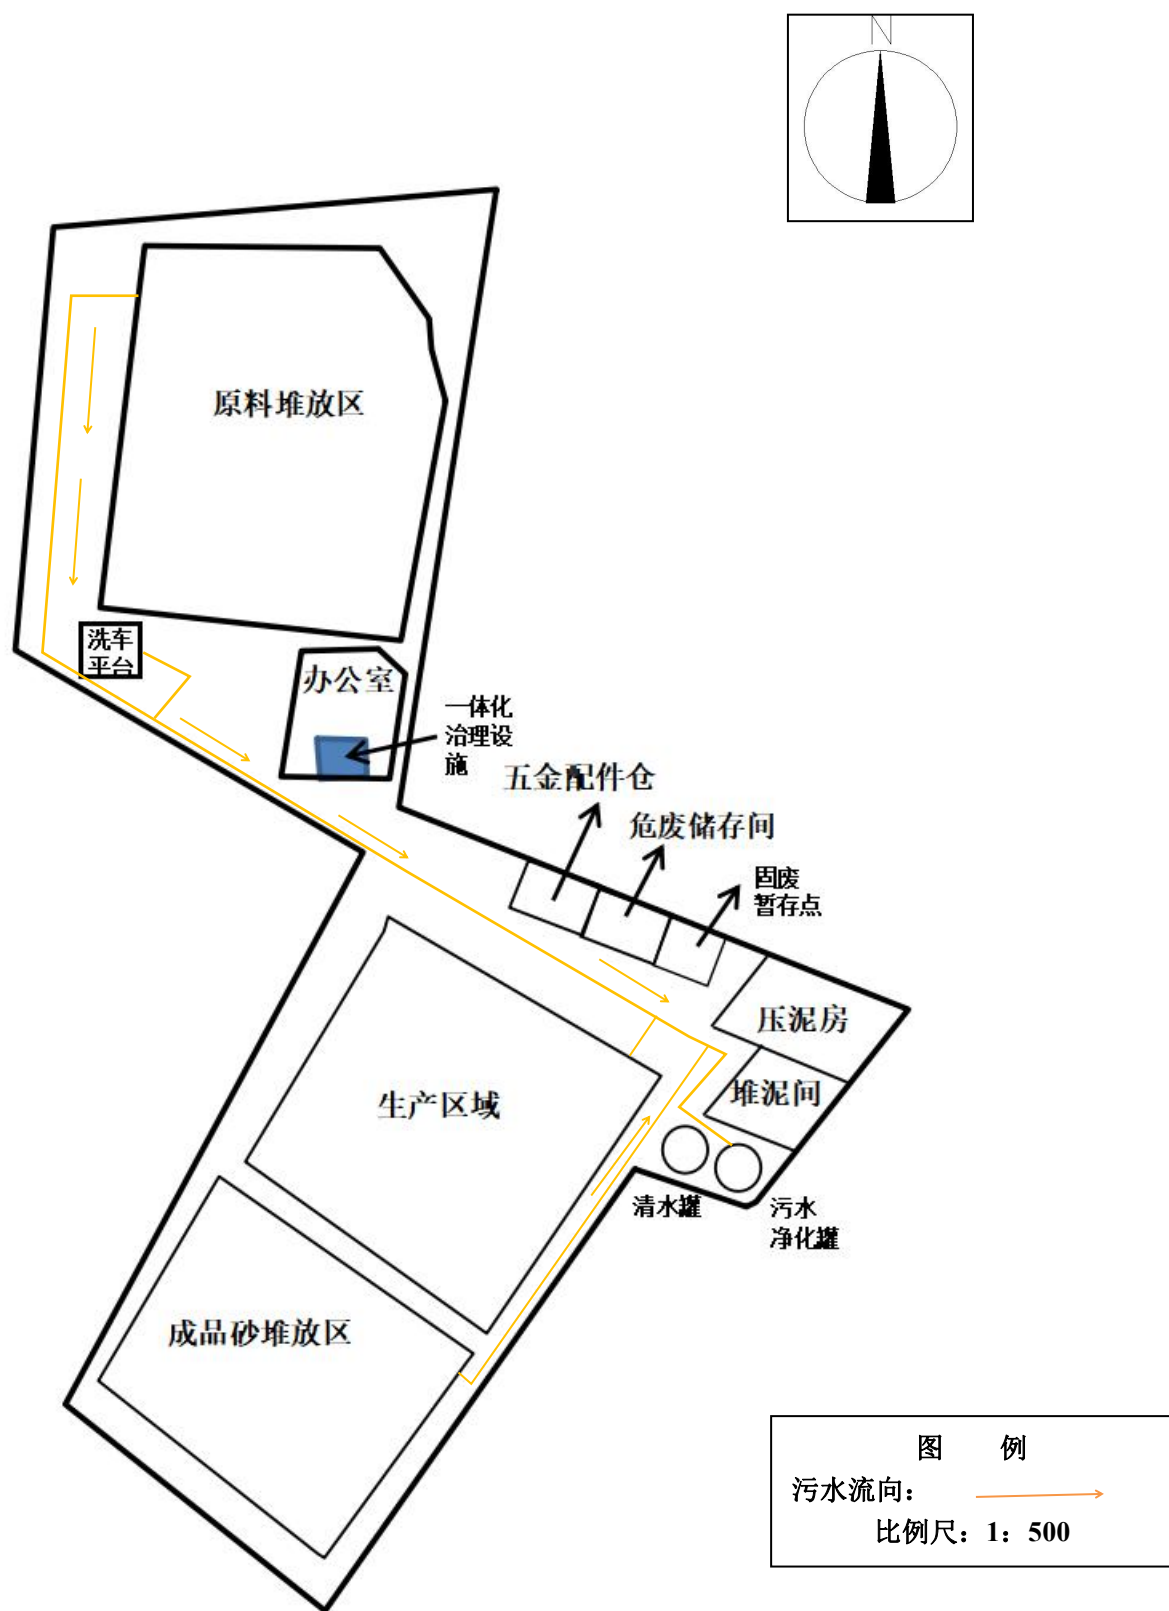 N
原料堆放区
洗车
平台
办公室
一体化
治理设
施
五金配件仓
危废储存间
固废
暂存点
压泥房
堆泥间
生产区域
清水罐
污水
净化罐
成品砂堆放区
图 例
污水流向：
比例尺：1：500